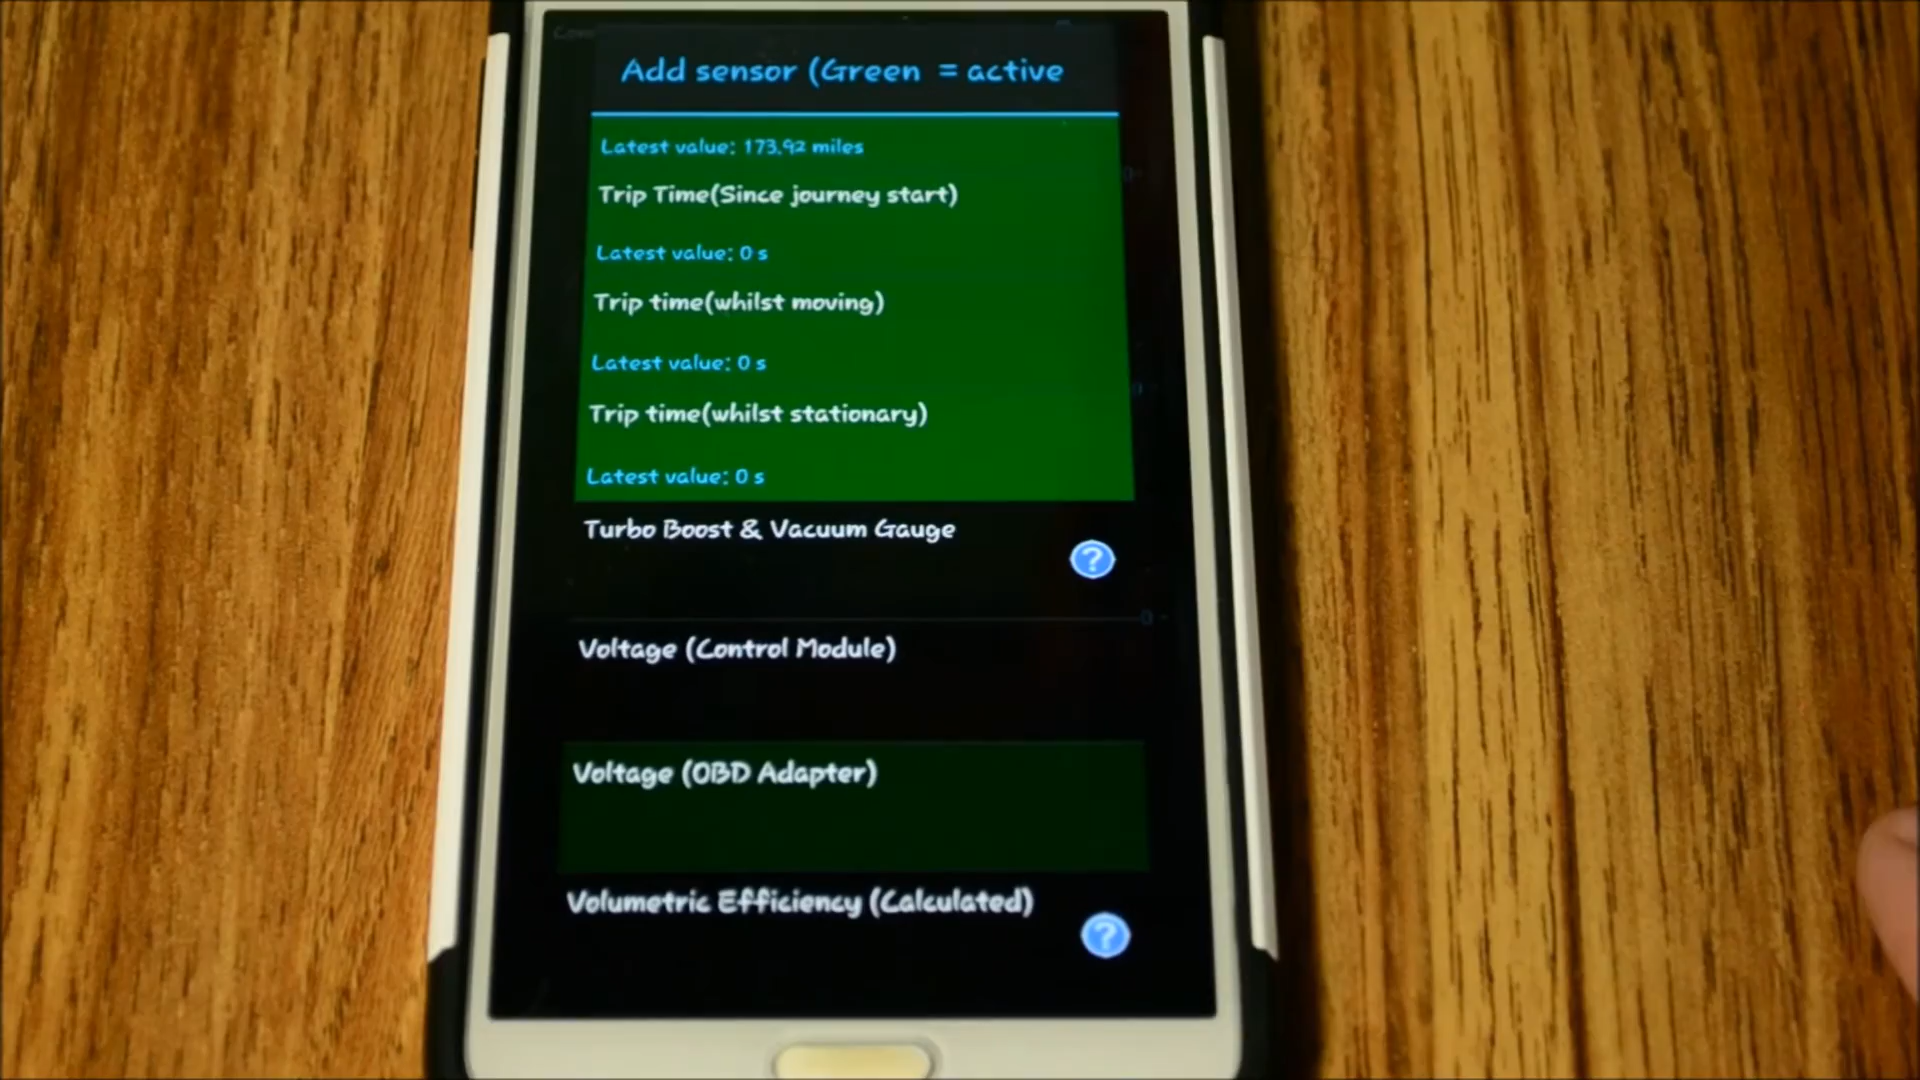 Add sensor (Green = active
Latest value: 173.92 miles
Trip Time(Since journey start)
Latest value: 0 s
Trip time(whilst moving)
Latest value: 0 s
Trip time(whilst stationary)
Latest value: 0 s
Turbo Boost & Vacuum Gauge
?
Voltage (Control Module)
Voltage (OBD Adapter)
Volumetric Efficiency (Calculated)
?